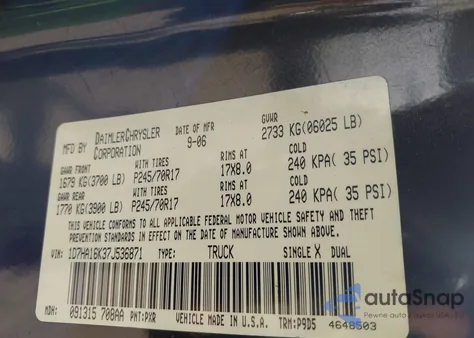 MFD BY DAIMLERCHRYSLER CORPORATION DATE OF MFR 9-06 GVWR 2733 KG(06025 LB)
GAWR FRONT WITH TIRES RIMS AT COLD
1679 KG(3700 LB) P245/70R17 17X8.0 240 KPA( 35 PSI)
GAWR REAR WITH TIRES RIMS AT COLD
1770 KG(3900 LB) P245/70R17 17X8.0 240 KPA( 35 PSI)
THIS VEHICLE CONFORMS TO ALL APPLICABLE FEDERAL MOTOR VEHICLE SAFETY AND THEFT
PREVENTION STANDARDS IN EFFECT ON THE DATE OF MANUFACTURE SHOWN ABOVE.
VIN: 1D7HA16K37J536871 TYPE: TRUCK SINGLE X DUAL
MDH: 091315 708AA PNT:PXR VEHICLE MADE IN U.S.A. TRM:P9D5 4648503
autoSnap